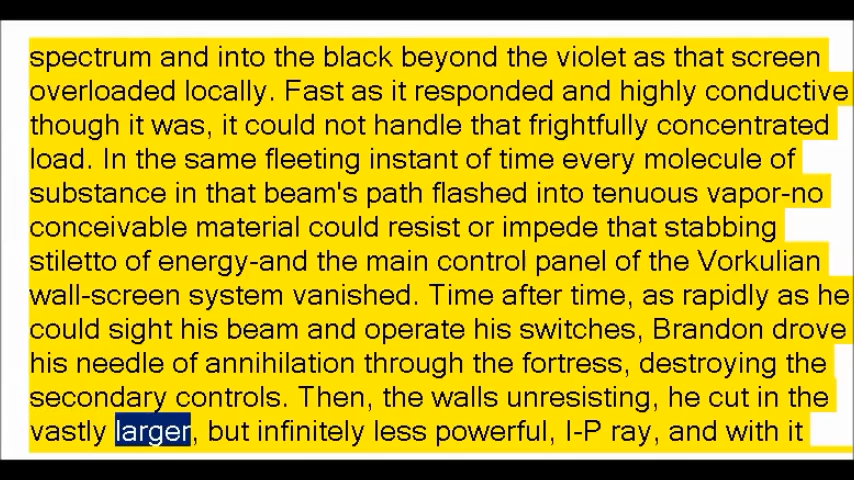 spectrum and into the black beyond the violet as that screen
overloaded locally. Fast as it responded and highly conductive
though it was, it could not handle that frightfully concentrated
load. In the same fleeting instant of time every molecule of
substance in that beam's path flashed into tenuous vapor-no
conceivable material could resist or impede that stabbing
stiletto of energy-and the main control panel of the Vorkulian
wall-screen system vanished. Time after time, as rapidly as he
could sight his beam and operate his switches, Brandon drove
his needle of annihilation through the fortress, destroying the
secondary controls. Then, the walls unresisting, he cut in the
vastly larger, but infinitely less powerful, I-P ray, and with it